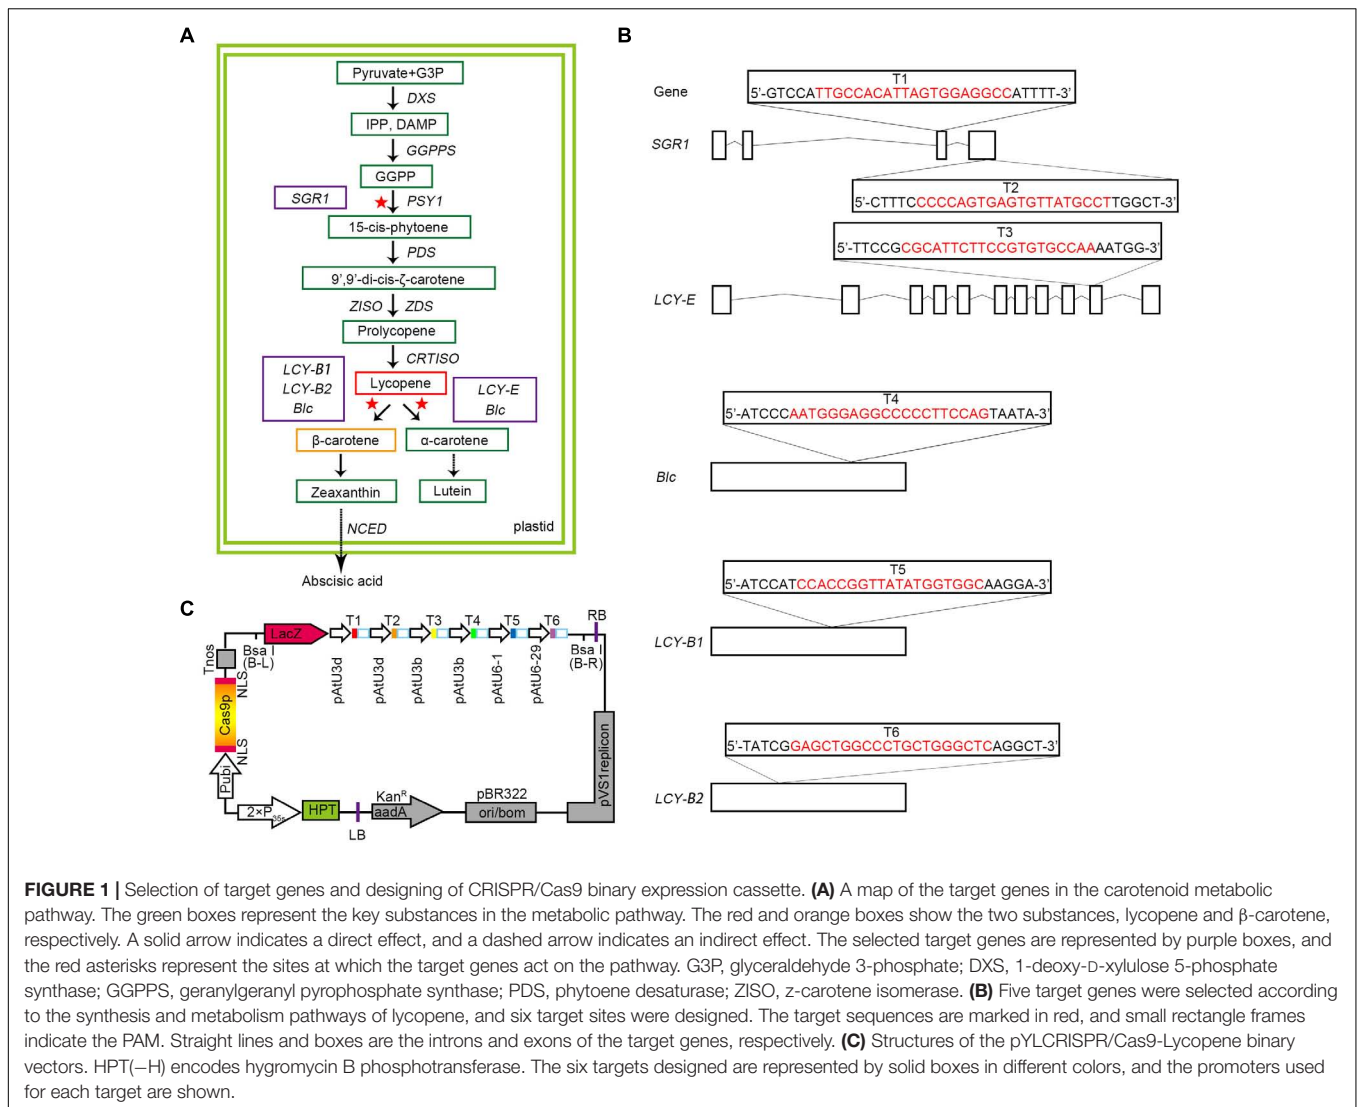 A
Pyruvate+G3P
DXS
IPP, DAMP
GGPPS
GGPP
SGR1
PSY1
15-cis-phytoene
PDS
9',9'-di-cis-ζ-carotene
ZISO ZDS
Prolycopene
CRTISO
LCY-B1
LCY-B2
Blc
Lycopene
LCY-E
Blc
β-carotene
α-carotene
Zeaxanthin
Lutein
NCED
plastid
Abscisic acid
B
Gene
T1
5'-GTCCATTGCCACATTAGTGGAGGCCATTTT-3'
SGR1
T2
5'-CTTTCCCCCAGTGAGTGTTATGCCTTGGCT-3'
T3
5'-TTCCGCGCATTCTTCCGTGTGCCAAAATGG-3'
LCY-E
T4
5'-ATCCCAATGGGAGGCCCCCTTCCAGTAATA-3'
Blc
T5
5'-ATCCATCCACCGGTTATATGGTGGCAAGGA-3'
LCY-B1
T6
5'-TATCGGAGCTGGCCCTGCTGGGCTCAGGCT-3'
LCY-B2
C
LacZ
T1 T2 T3 T4 T5 T6
RB
Tnos
Bsa I
(B-L)
pAtU3d
pAtU3d
pAtU3b
pAtU3b
pAtU6-1
pAtU6-29
Bsa I
(B-R)
NLS
Cas9p
NLS
Pubi
2×P35s
HPT
LB
KanR
aadA
pBR322
ori/bom
pVS1replicon
FIGURE 1 | Selection of target genes and designing of CRISPR/Cas9 binary expression cassette. (A) A map of the target genes in the carotenoid metabolic
pathway. The green boxes represent the key substances in the metabolic pathway. The red and orange boxes show the two substances, lycopene and β-carotene,
respectively. A solid arrow indicates a direct effect, and a dashed arrow indicates an indirect effect. The selected target genes are represented by purple boxes, and
the red asterisks represent the sites at which the target genes act on the pathway. G3P, glyceraldehyde 3-phosphate; DXS, 1-deoxy-D-xylulose 5-phosphate
synthase; GGPPS, geranylgeranyl pyrophosphate synthase; PDS, phytoene desaturase; ZISO, z-carotene isomerase. (B) Five target genes were selected according
to the synthesis and metabolism pathways of lycopene, and six target sites were designed. The target sequences are marked in red, and small rectangle frames
indicate the PAM. Straight lines and boxes are the introns and exons of the target genes, respectively. (C) Structures of the pYLCRISPR/Cas9-Lycopene binary
vectors. HPT(−H) encodes hygromycin B phosphotransferase. The six targets designed are represented by solid boxes in different colors, and the promoters used
for each target are shown.